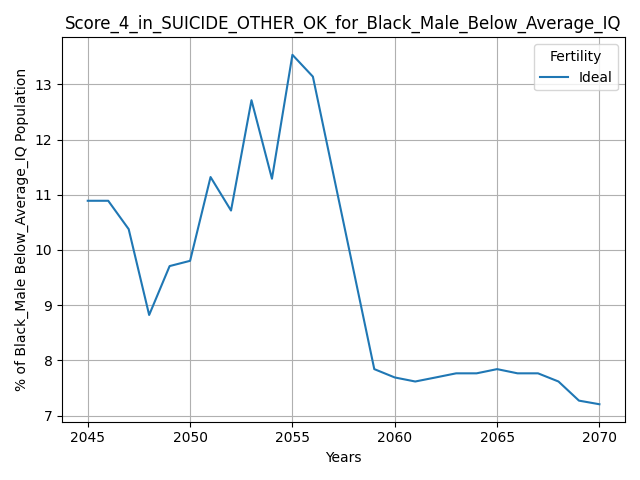 Score_4_in_SUICIDE_OTHER_OK_for_Black_Male_Below_Average_IQ
% of Black_Male Below_Average_IQ Population
13
12
11
10
9
8
7
Fertility
Ideal
2045 2050 2055 2060 2065 2070
Years